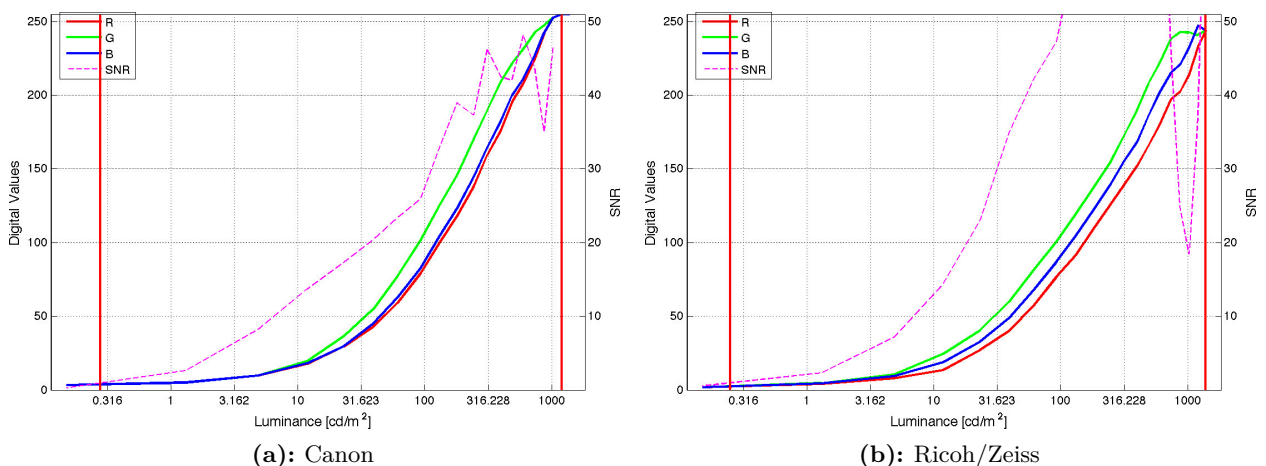 250
200
150
100
50
0
Digital Values
R
G
B
SNR
50
40
30
20
10
SNR
0.316 1 3.162 10 31.623 100 316.228 1000
Luminance [cd/m²]
(a): Canon
250
200
150
100
50
0
Digital Values
R
G
B
SNR
50
40
30
20
10
SNR
0.316 1 3.162 10 31.623 100 316.228 1000
Luminance [cd/m²]
(b): Ricoh/Zeiss